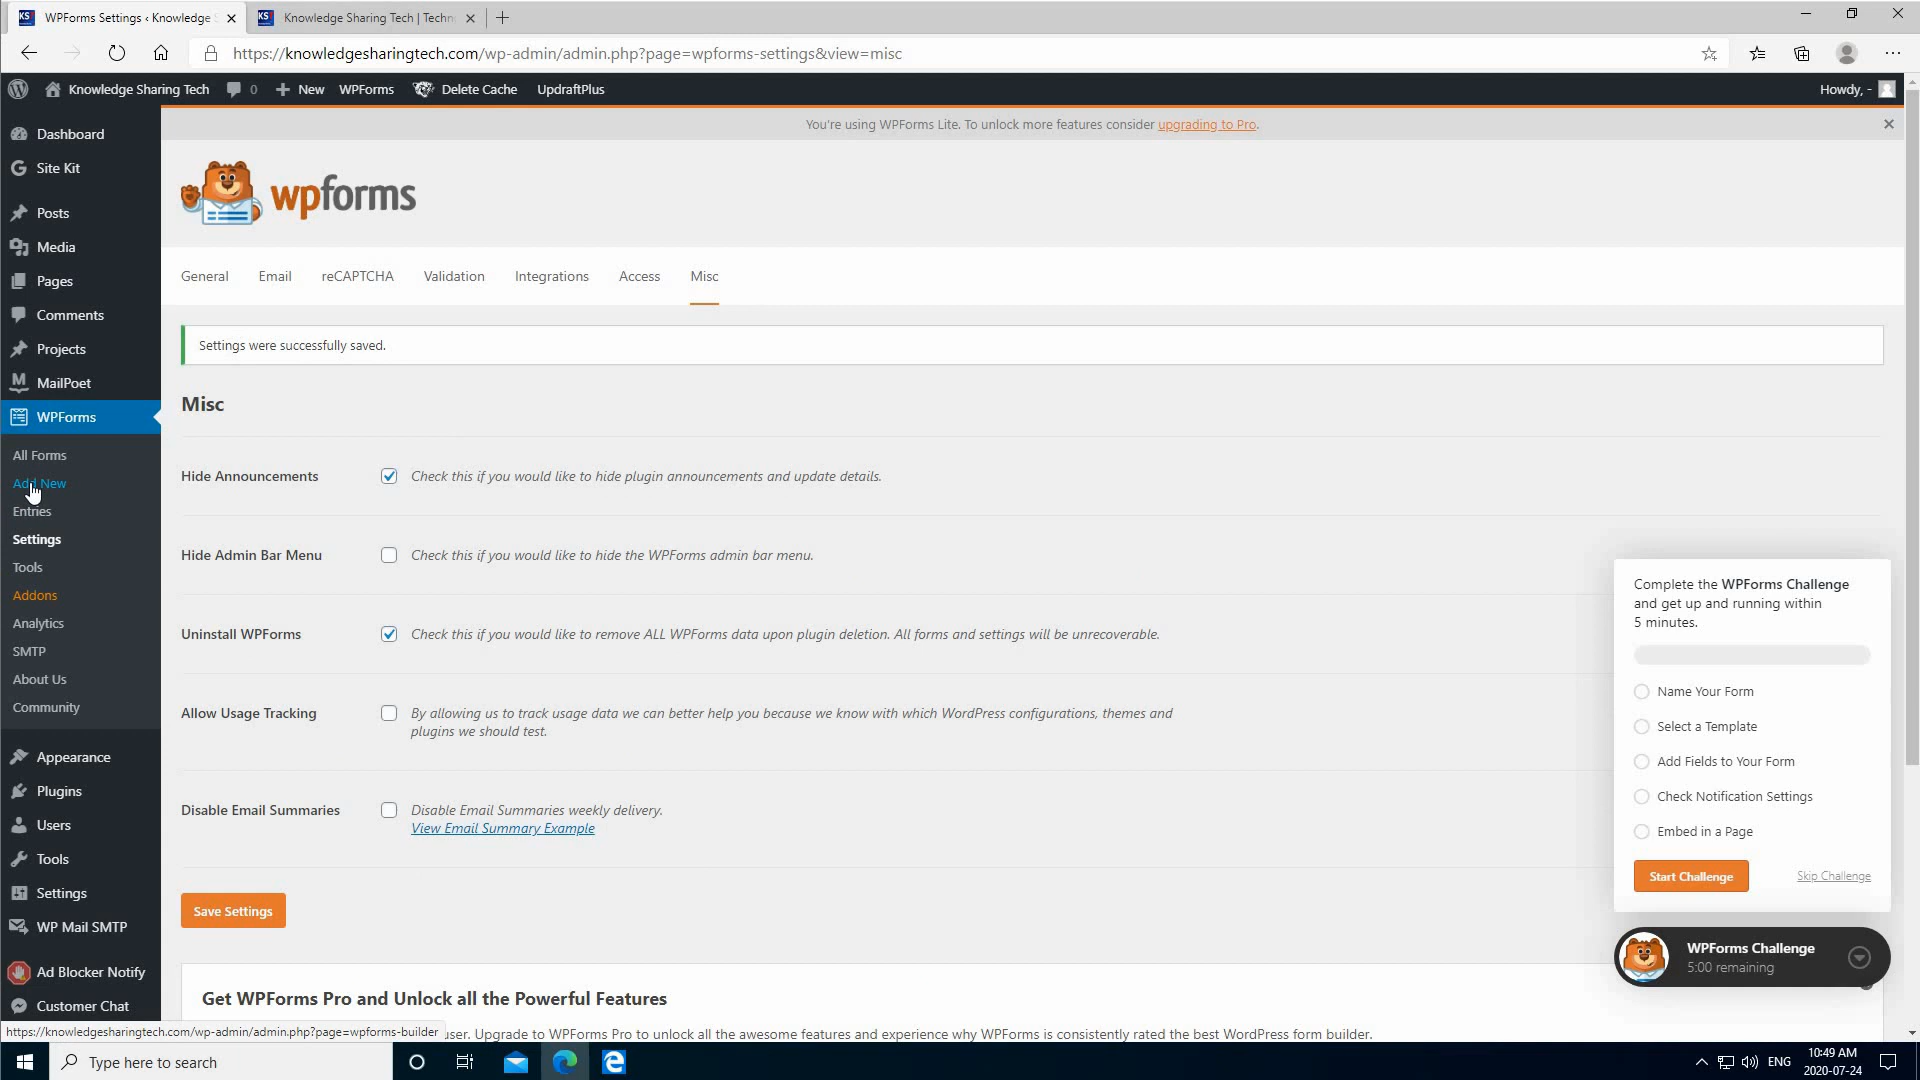 WPForms Settings ‹ Knowledge S
Knowledge Sharing Tech | Techn
https://knowledgesharingtech.com/wp-admin/admin.php?page=wpforms-settings&view=misc
Knowledge Sharing Tech
0
New
WPForms
Delete Cache
UpdraftPlus
Howdy, -
Dashboard
Site Kit
Posts
Media
Pages
Comments
Projects
MailPoet
WPForms
All Forms
Add New
Entries
Settings
Tools
Addons
Analytics
SMTP
About Us
Community
Appearance
Plugins
Users
Tools
Settings
WP Mail SMTP
Ad Blocker Notify
Customer Chat
You're using WPForms Lite. To unlock more features consider upgrading to Pro.
wpforms
General
Email
reCAPTCHA
Validation
Integrations
Access
Misc
Settings were successfully saved.
Misc
Hide Announcements
Check this if you would like to hide plugin announcements and update details.
Hide Admin Bar Menu
Check this if you would like to hide the WPForms admin bar menu.
Uninstall WPForms
Check this if you would like to remove ALL WPForms data upon plugin deletion. All forms and settings will be unrecoverable.
Allow Usage Tracking
By allowing us to track usage data we can better help you because we know with which WordPress configurations, themes and
plugins we should test.
Disable Email Summaries
Disable Email Summaries weekly delivery.
View Email Summary Example
Save Settings
Get WPForms Pro and Unlock all the Powerful Features
user. Upgrade to WPForms Pro to unlock all the awesome features and experience why WPForms is consistently rated the best WordPress form builder.
Complete the WPForms Challenge
and get up and running within
5 minutes.
Name Your Form
Select a Template
Add Fields to Your Form
Check Notification Settings
Embed in a Page
Start Challenge
Skip Challenge
WPForms Challenge
5:00 remaining
https://knowledgesharingtech.com/wp-admin/admin.php?page=wpforms-builder
Type here to search
ENG
10:49 AM
2020-07-24